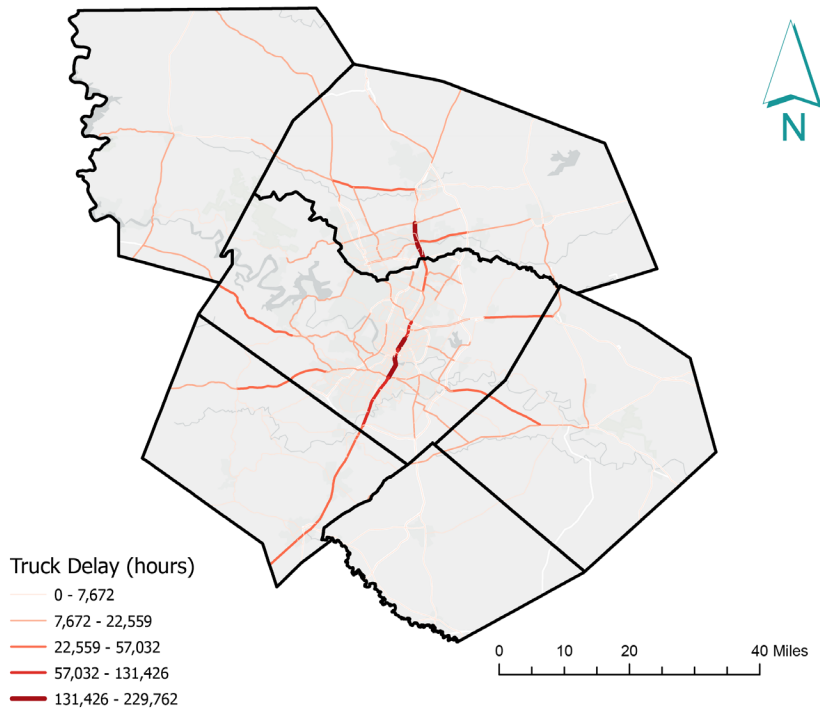 N
Truck Delay (hours)
0 - 7,672
7,672 - 22,559
22,559 - 57,032
57,032 - 131,426
131,426 - 229,762
0 10 20 40 Miles